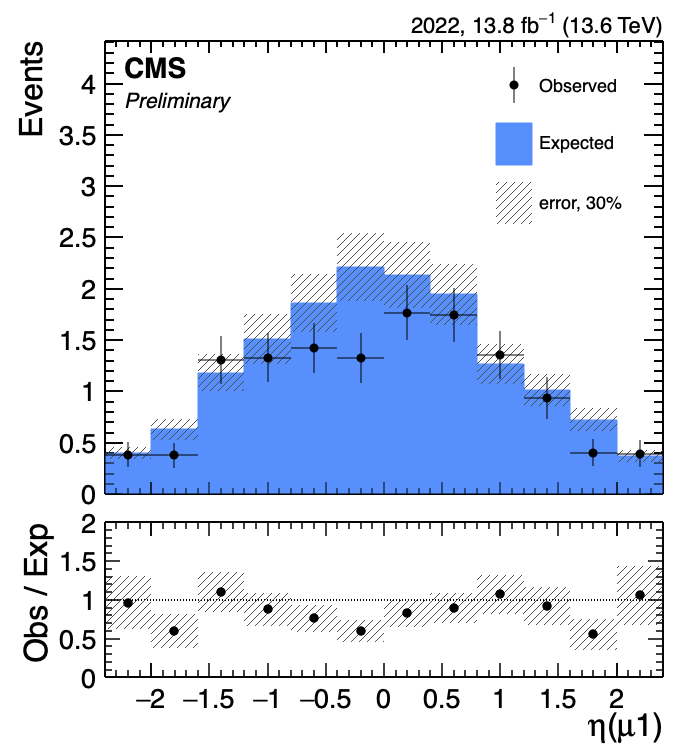 2022, 13.8 fb⁻¹ (13.6 TeV)
CMS
Preliminary
Observed
Expected
error, 30%
Events
4
3.5
3
2.5
2
1.5
1
0.5
0
Obs / Exp
2
1.5
1
0.5
0
−2 −1.5 −1 −0.5 0 0.5 1 1.5 2
η(μ1)